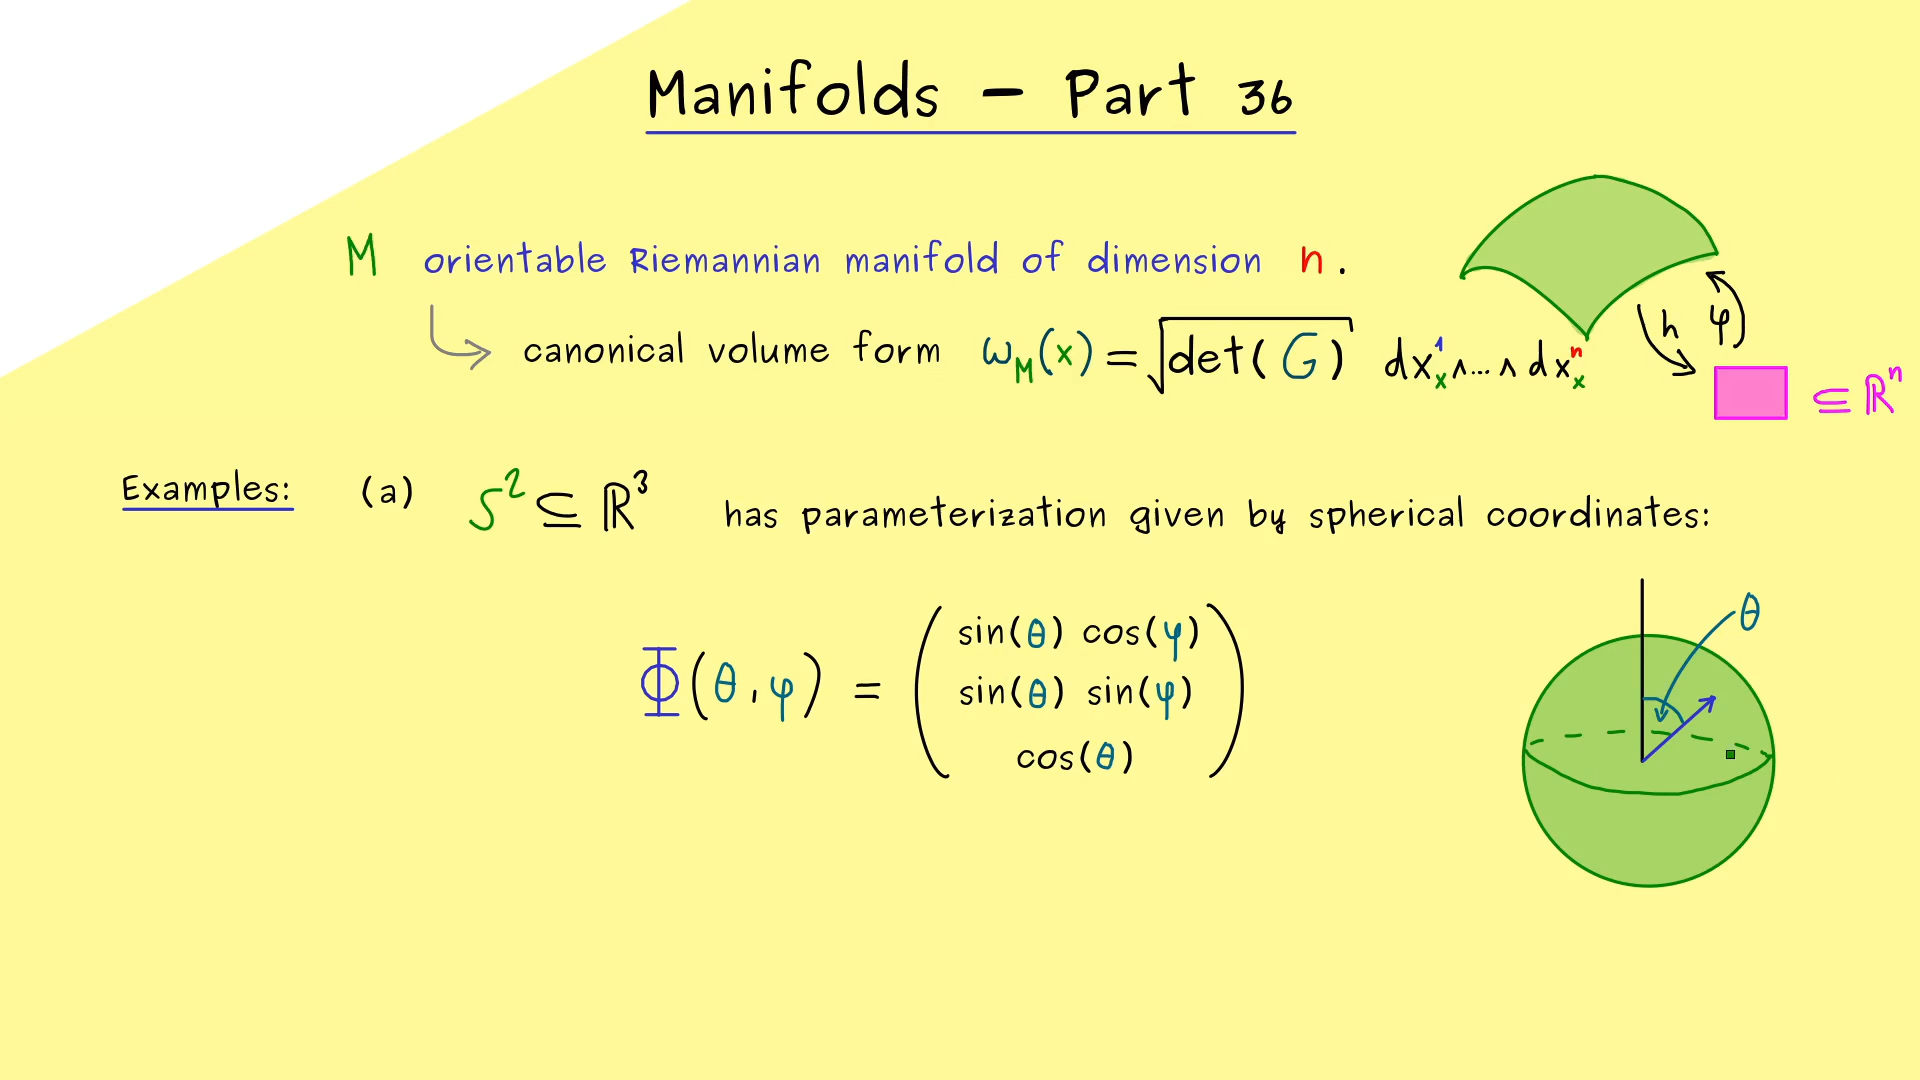 Manifolds - Part 36
M orientable Riemannian manifold of dimension n.
canonical volume form ω_M(x) = √det(G) dx^1_x ∧ ... ∧ dx^n_x
h φ
⊆ ℝ^n
Examples: (a) S^2 ⊆ ℝ^3 has parameterization given by spherical coordinates:
Φ(θ, φ) = ( sin(θ) cos(φ)
sin(θ) sin(φ)
cos(θ) )
θ